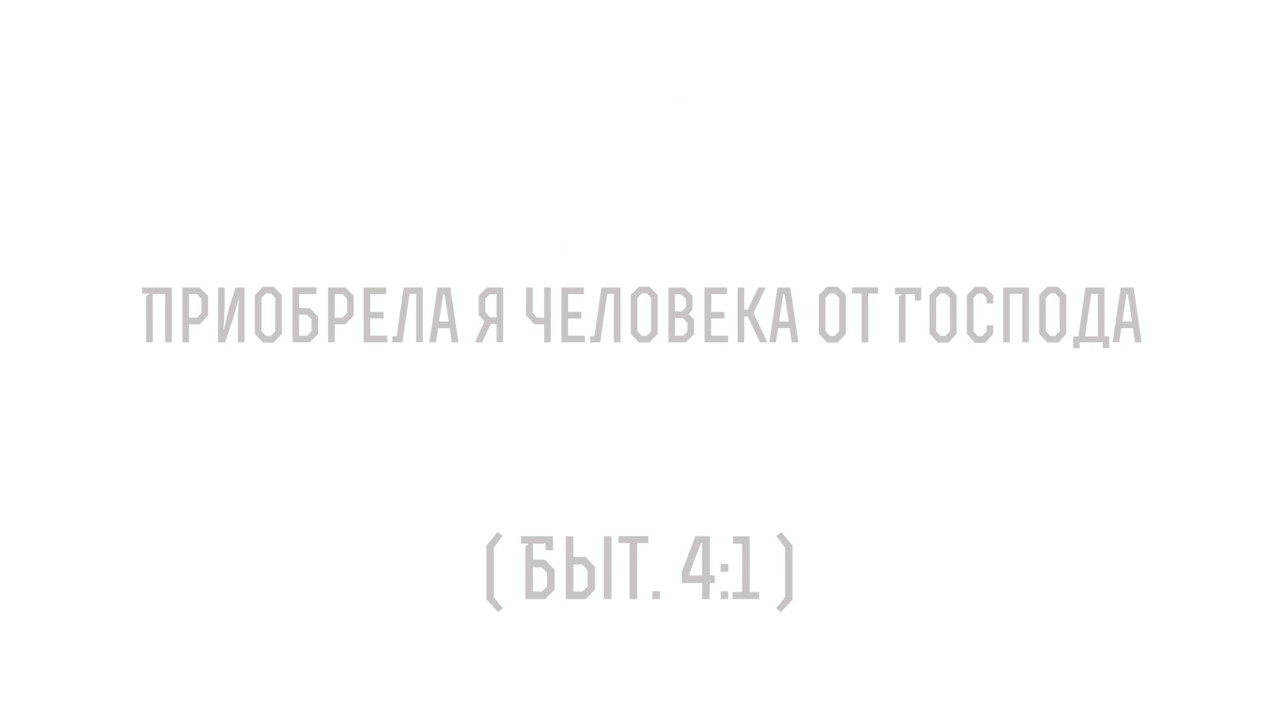 ПРИОБРЕЛА Я ЧЕЛОВЕКА ОТ ГОСПОДА
( БЫТ. 4:1 )